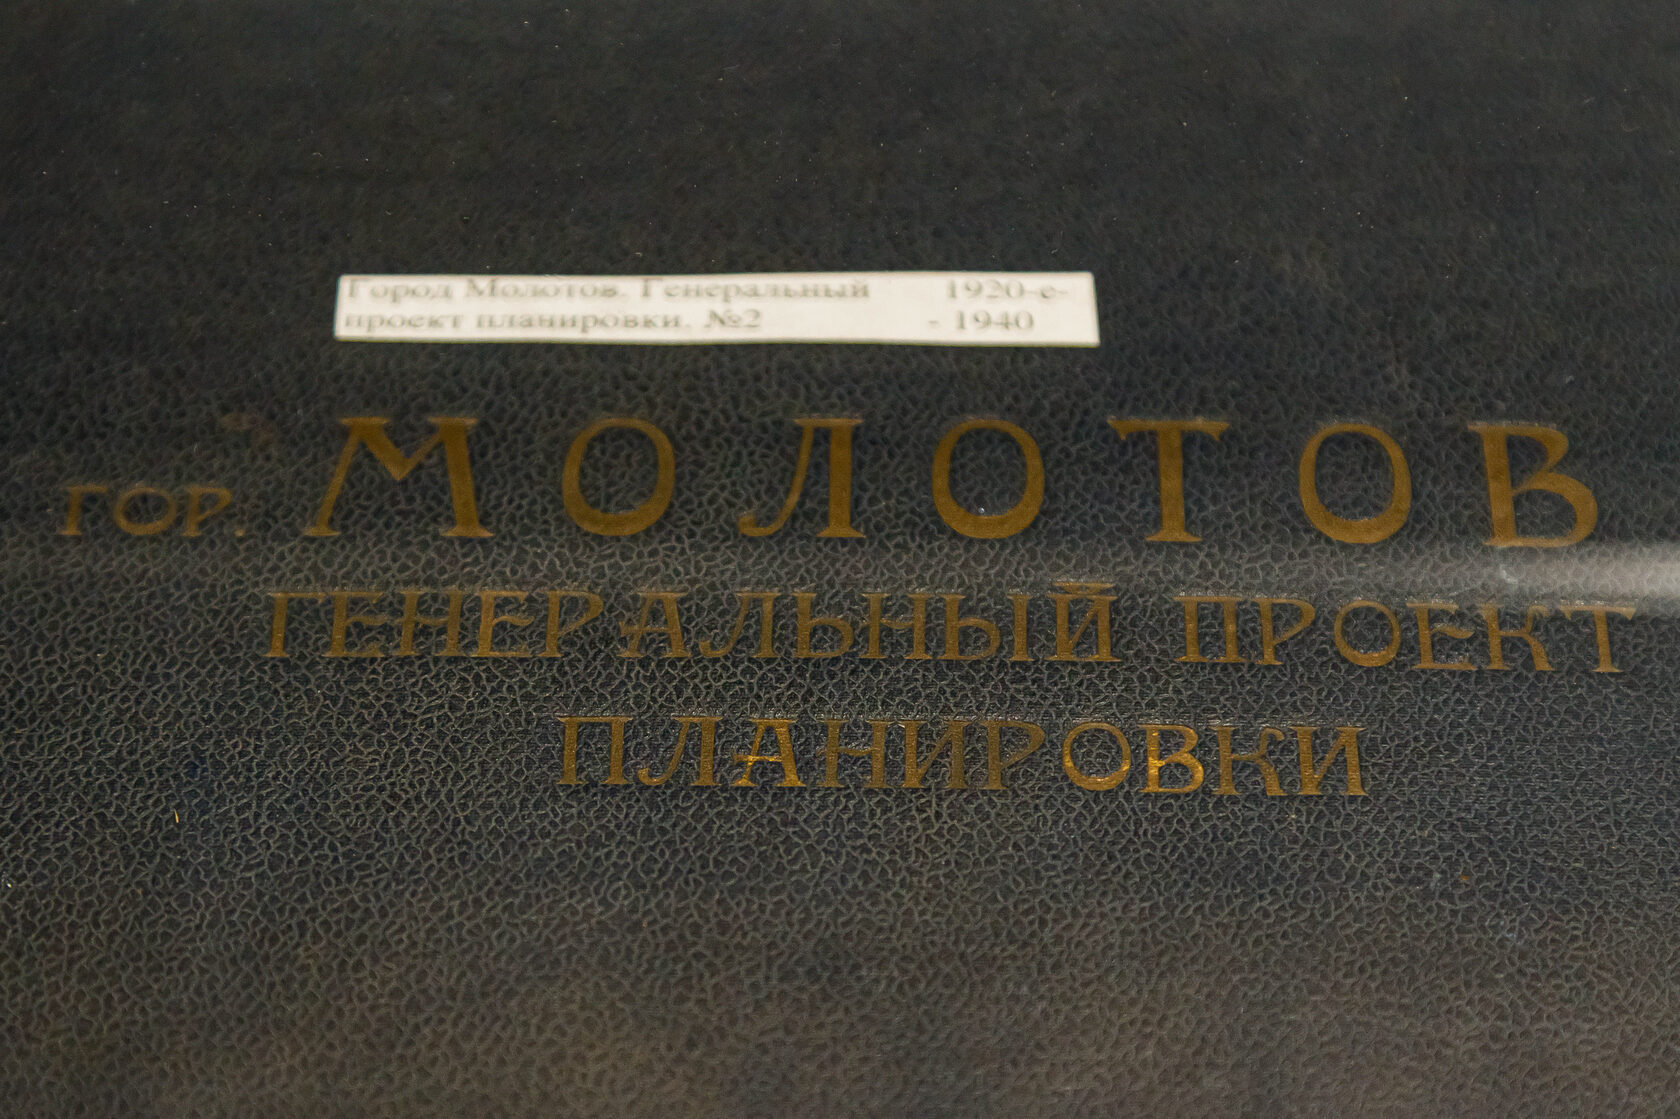 Город Молотов. Генеральный 1920-е-
проект планировки. №2 - 1940
ГОР. МОЛОТОВ
ГЕНЕРАЛЬНЫЙ ПРОЕКТ
ПЛАНИРОВКИ